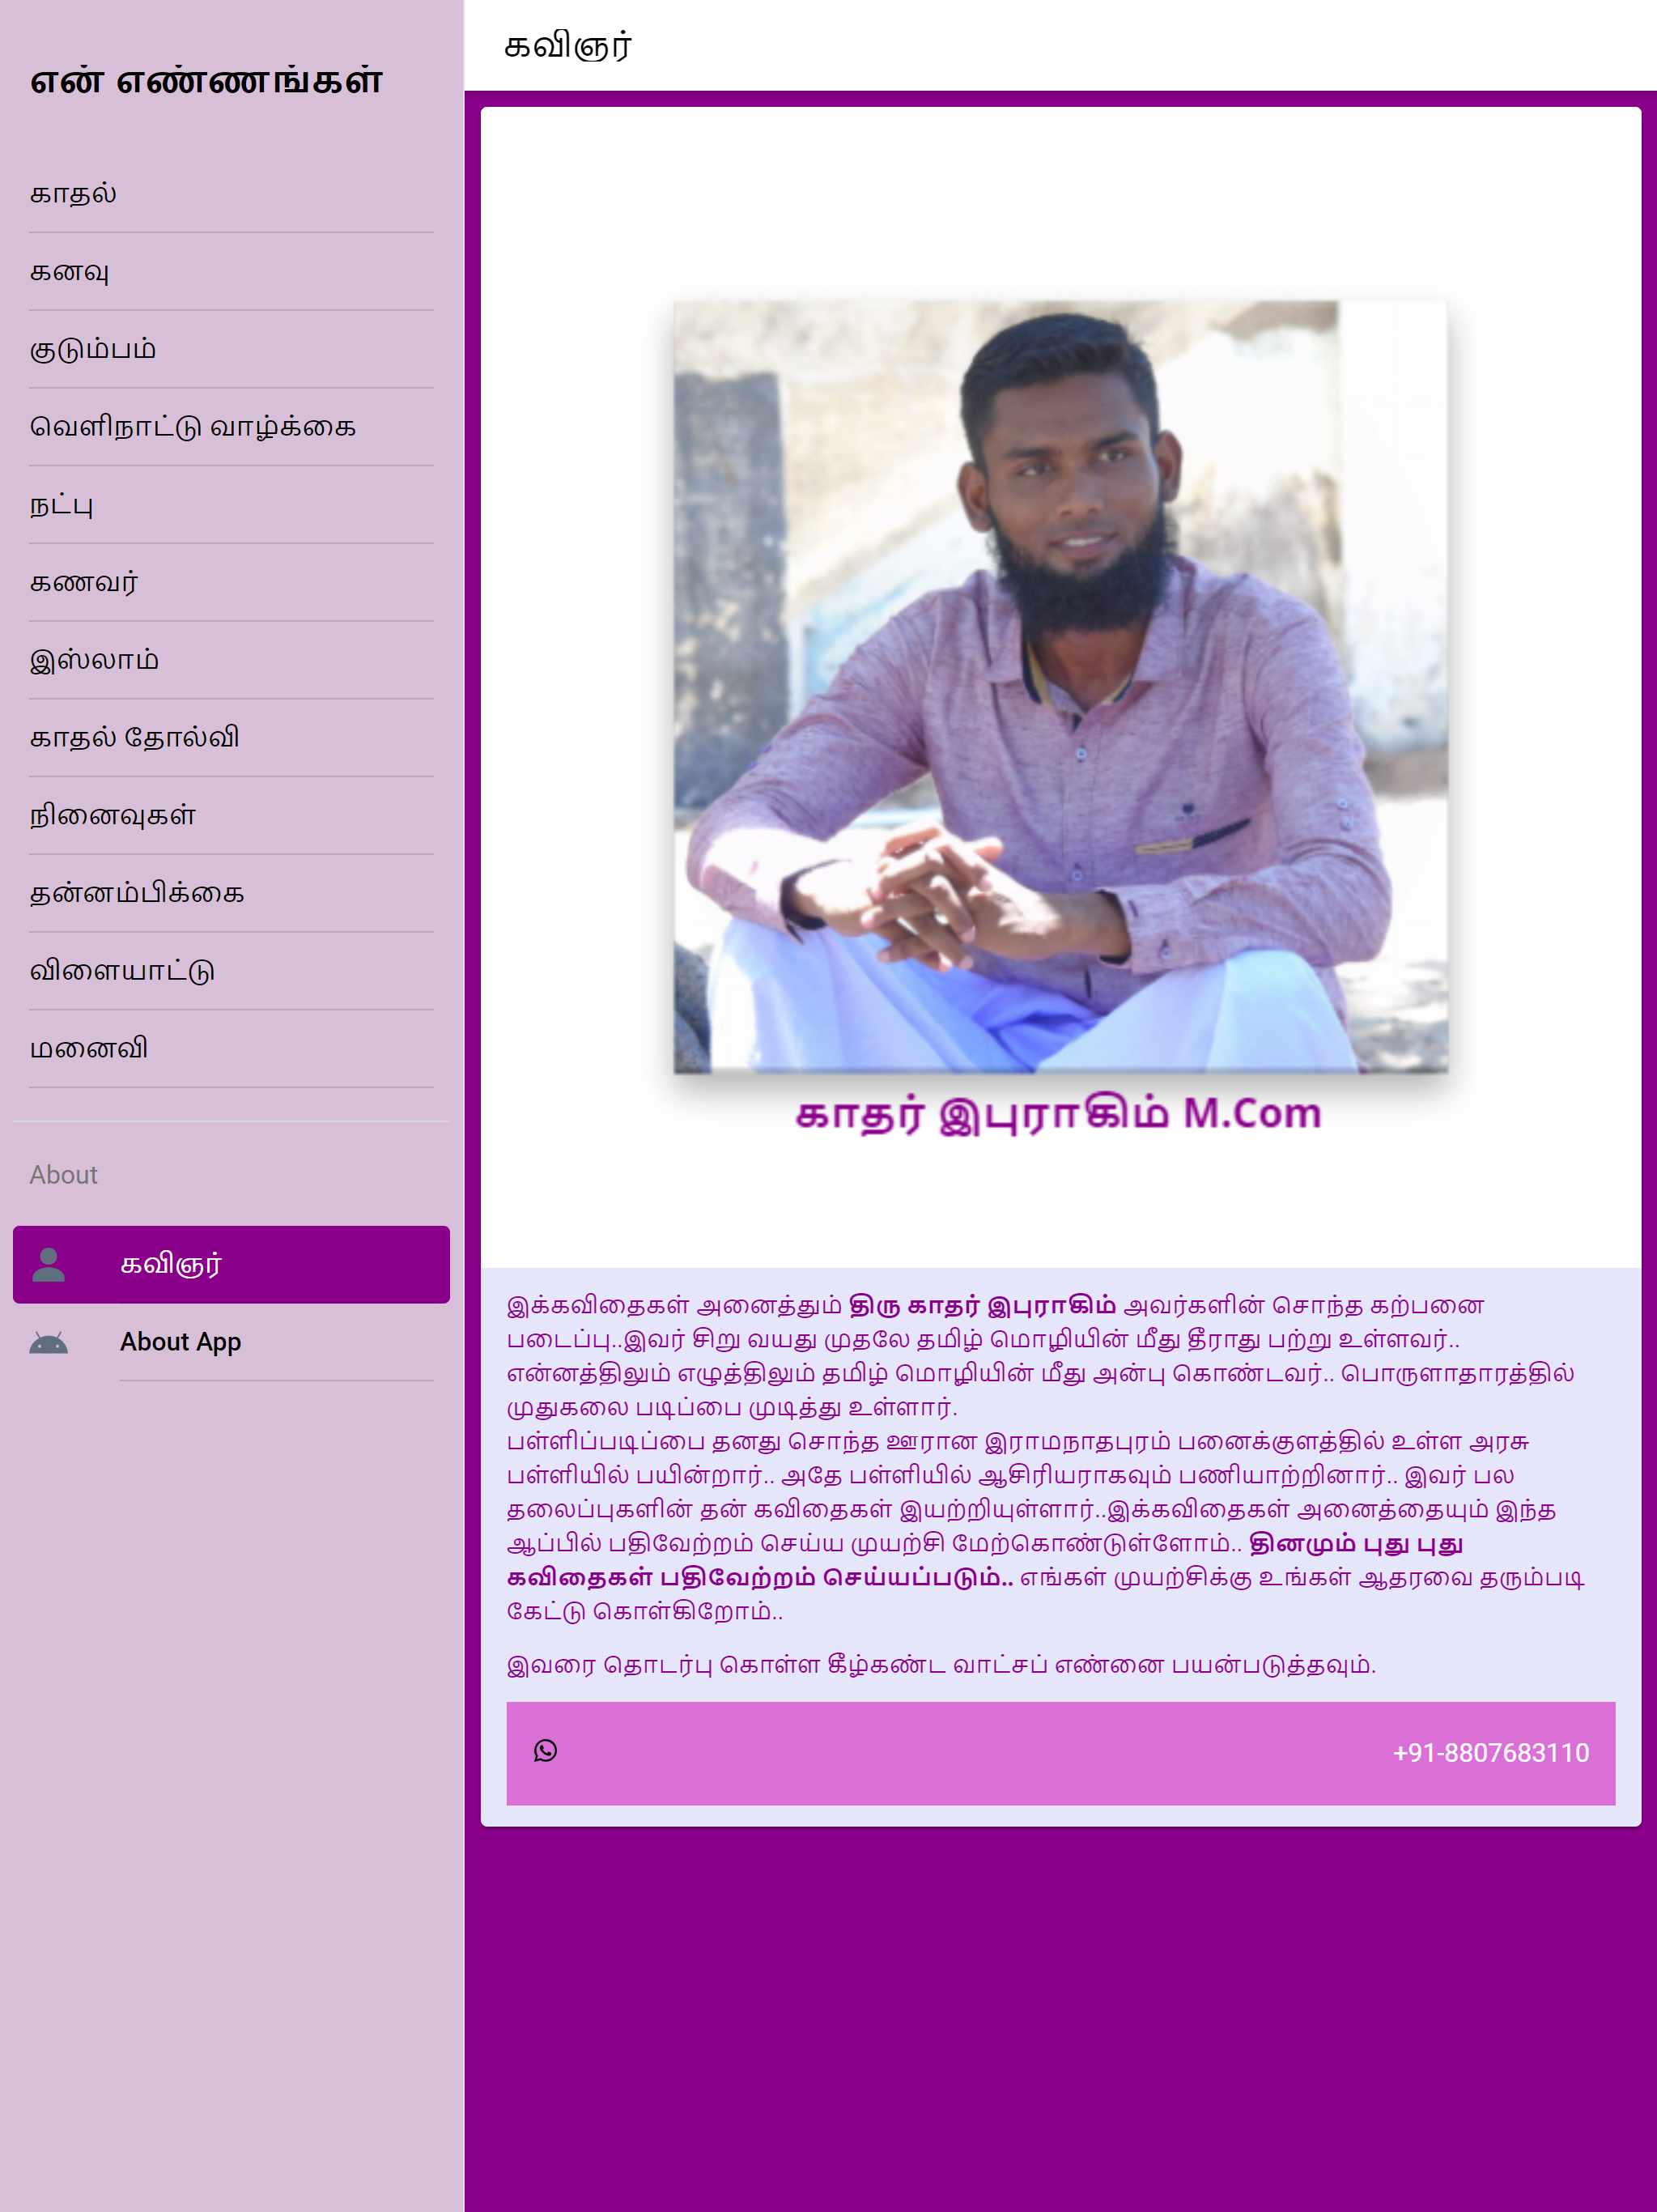 என் எண்ணங்கள்
காதல்
கனவு
குடும்பம்
வெளிநாட்டு வாழ்க்கை
நட்பு
கணவர்
இஸ்லாம்
காதல் தோல்வி
நினைவுகள்
தன்னம்பிக்கை
விளையாட்டு
மனைவி
About
கவிஞர்
About App
கவிஞர்
காதர் இபுராகிம் M.Com
இக்கவிதைகள் அனைத்தும் திரு காதர் இபுராகிம் அவர்களின் சொந்த கற்பனை
படைப்பு..இவர் சிறு வயது முதலே தமிழ் மொழியின் மீது தீராது பற்று உள்ளவர்..
என்னத்திலும் எழுத்திலும் தமிழ் மொழியின் மீது அன்பு கொண்டவர்.. பொருளாதாரத்தில்
முதுகலை படிப்பை முடித்து உள்ளார்.
பள்ளிப்படிப்பை தனது சொந்த ஊரான இராமநாதபுரம் பனைக்குளத்தில் உள்ள அரசு
பள்ளியில் பயின்றார்.. அதே பள்ளியில் ஆசிரியராகவும் பணியாற்றினார்.. இவர் பல
தலைப்புகளின் தன் கவிதைகள் இயற்றியுள்ளார்..இக்கவிதைகள் அனைத்தையும் இந்த
ஆப்பில் பதிவேற்றம் செய்ய முயற்சி மேற்கொண்டுள்ளோம்.. தினமும் புது புது
கவிதைகள் பதிவேற்றம் செய்யப்படும்.. எங்கள் முயற்சிக்கு உங்கள் ஆதரவை தரும்படி
கேட்டு கொள்கிறோம்..
இவரை தொடர்பு கொள்ள கீழ்கண்ட வாட்சப் எண்னை பயன்படுத்தவும்.
+91-8807683110